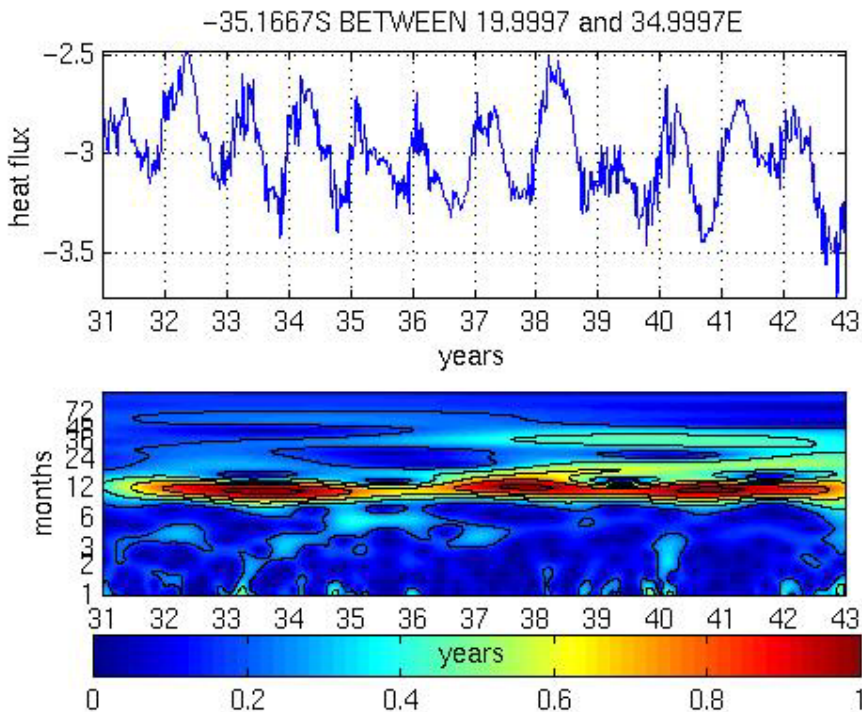 −35.1667S BETWEEN 19.9997 and 34.9997E
−2.5
−3
−3.5
heat flux
31 32 33 34 35 36 37 38 39 40 41 42 43
years
72
48
36
24
12
6
3
2
1
months
31 32 33 34 35 36 37 38 39 40 41 42 43
years
0 0.2 0.4 0.6 0.8 1